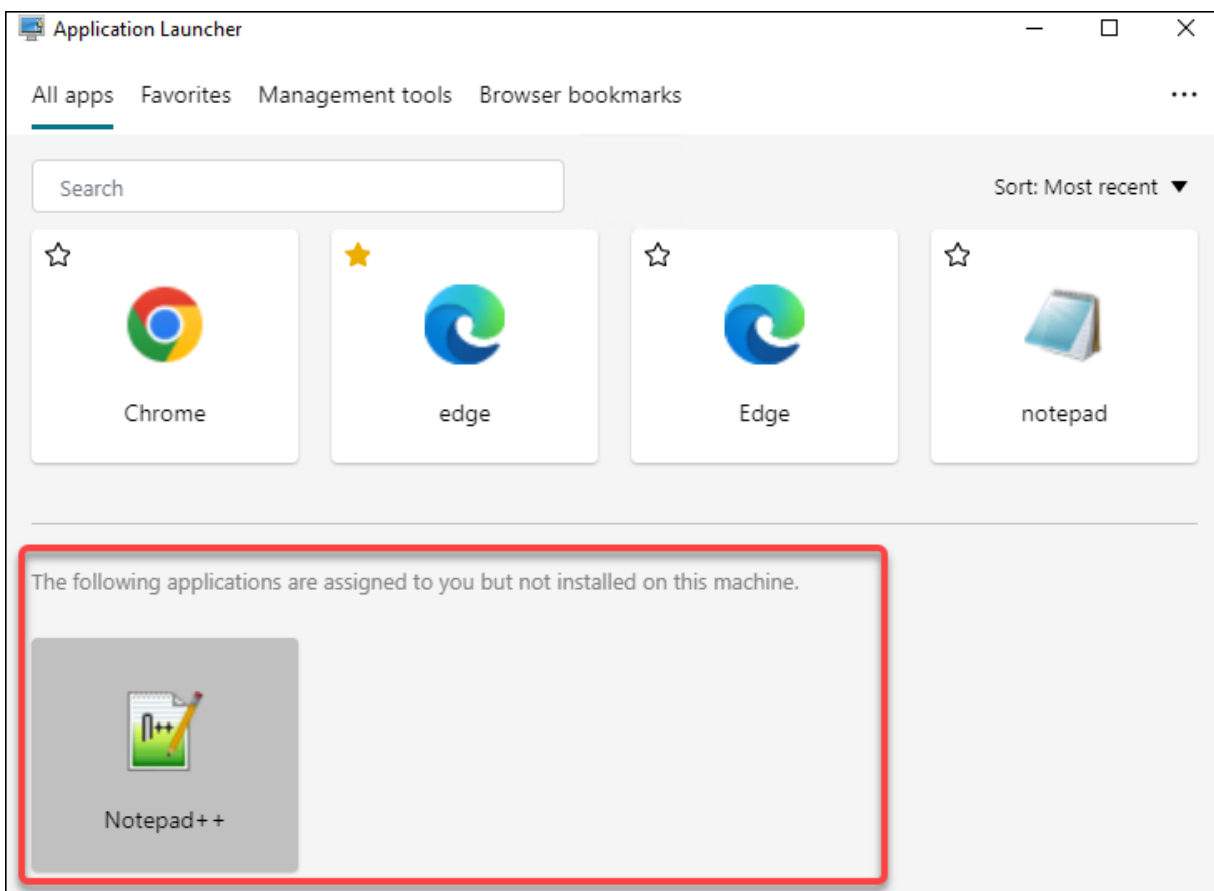 Application Launcher
All apps Favorites Management tools Browser bookmarks
Search
Sort: Most recent
Chrome
edge
Edge
notepad
The following applications are assigned to you but not installed on this machine.
n++
Notepad++